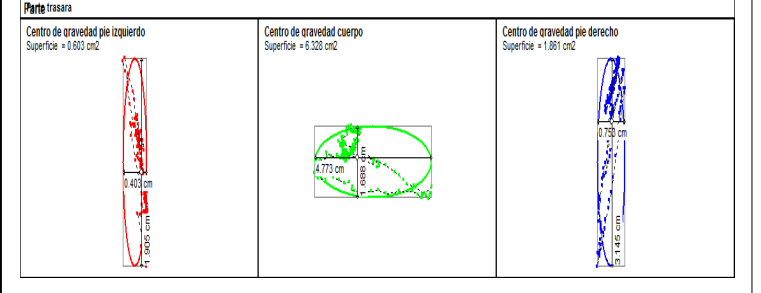 Parte trasara
Centro de gravedad pie izquierdo
Superficie = 0.603 cm2
0.403 cm
1.905 cm
Centro de gravedad cuerpo
Superficie = 6.328 cm2
4.773 cm
1.688 cm
Centro de gravedad pie derecho
Superficie = 1.861 cm2
0.753 cm
3.145 cm